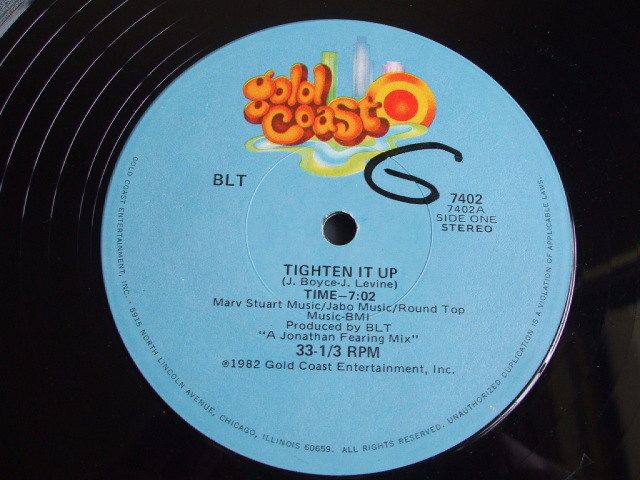 gold
coast
G
BLT
7402
7402A
SIDE ONE
STEREO
TIGHTEN IT UP
(J. Boyce-J. Levine)
TIME—7:02
Marv Stuart Music/Jabo Music/Round Top
Music-BMI
Produced by BLT
"A Jonathan Fearing Mix"
33-1/3 RPM
℗1982 Gold Coast Entertainment, Inc.
GOLD COAST ENTERTAINMENT, INC. • 5915 NORTH LINCOLN AVENUE, CHICAGO, ILLINOIS 60659. ALL RIGHTS RESERVED. UNAUTHORIZED DUPLICATION IS A VIOLATION OF APPLICABLE LAWS.